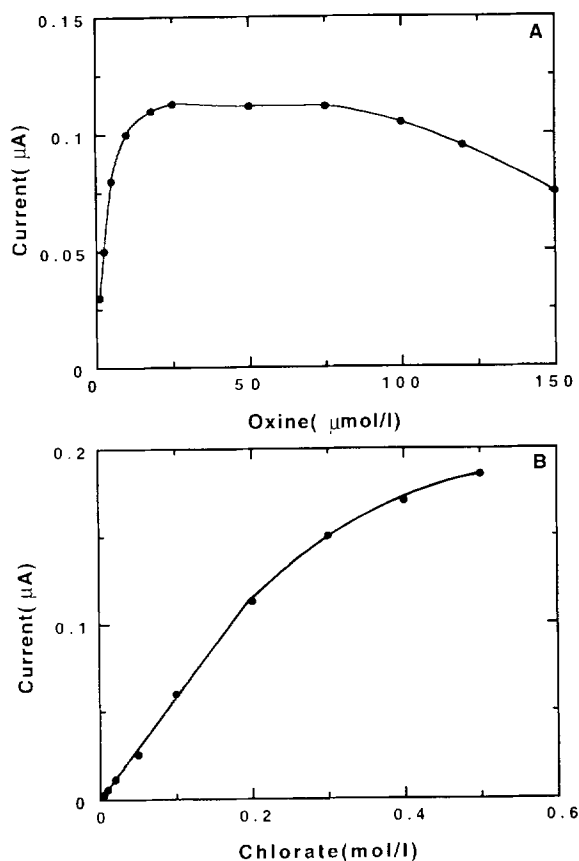 0.15
A
0.1
0.05
0
Current( μA)
0 50 100 150
Oxine( μmol/l)
0.2
B
0.1
0
Current( μA)
0 0.2 0.4 0.6
Chlorate(mol/l)